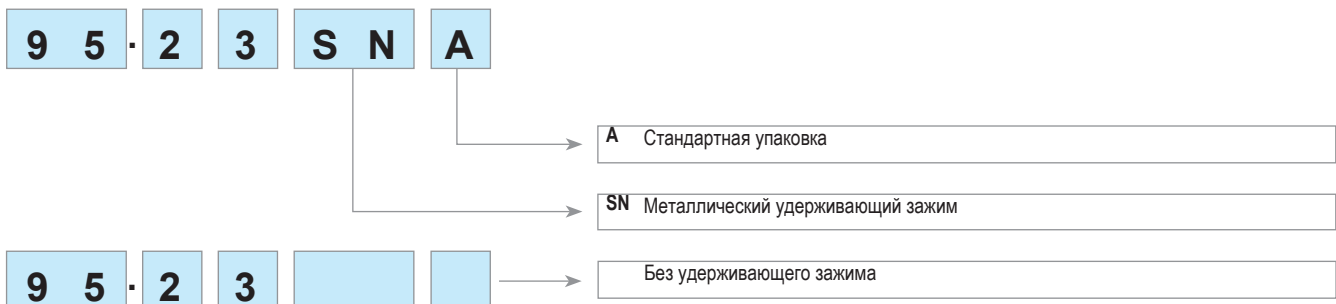 9 5 · 2 3 S N A
A Стандартная упаковка
SN Металлический удерживающий зажим
9 5 · 2 3
Без удерживающего зажима